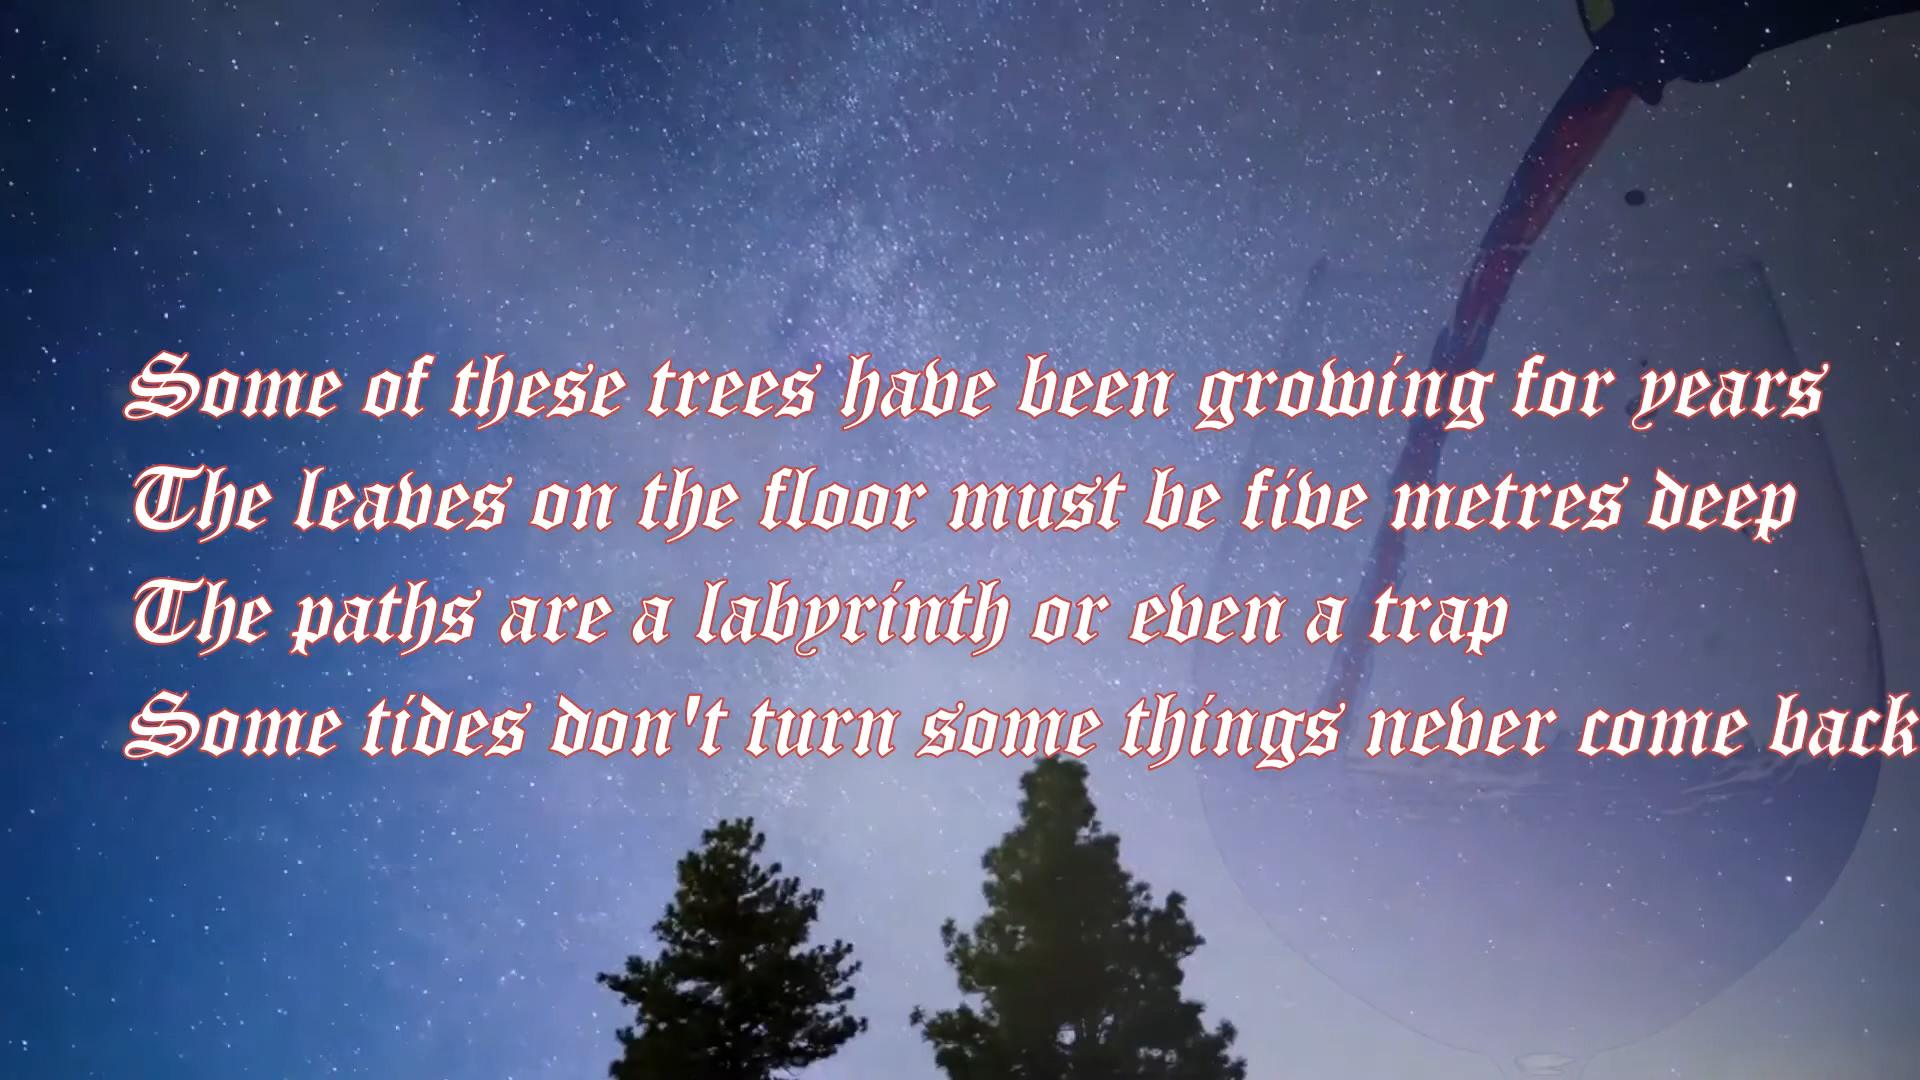 Some of these trees have been growing for years
The leaves on the floor must be five metres deep
The paths are a labyrinth or even a trap
Some tides don't turn some things never come back